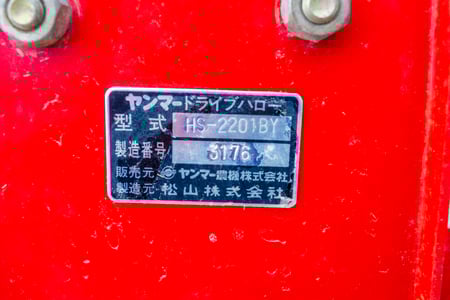 ヤンマードライブハロー
型式 HS-2201BY
製造番号 3176
販売元 ヤンマー農機株式会社
製造元 松山株式会社